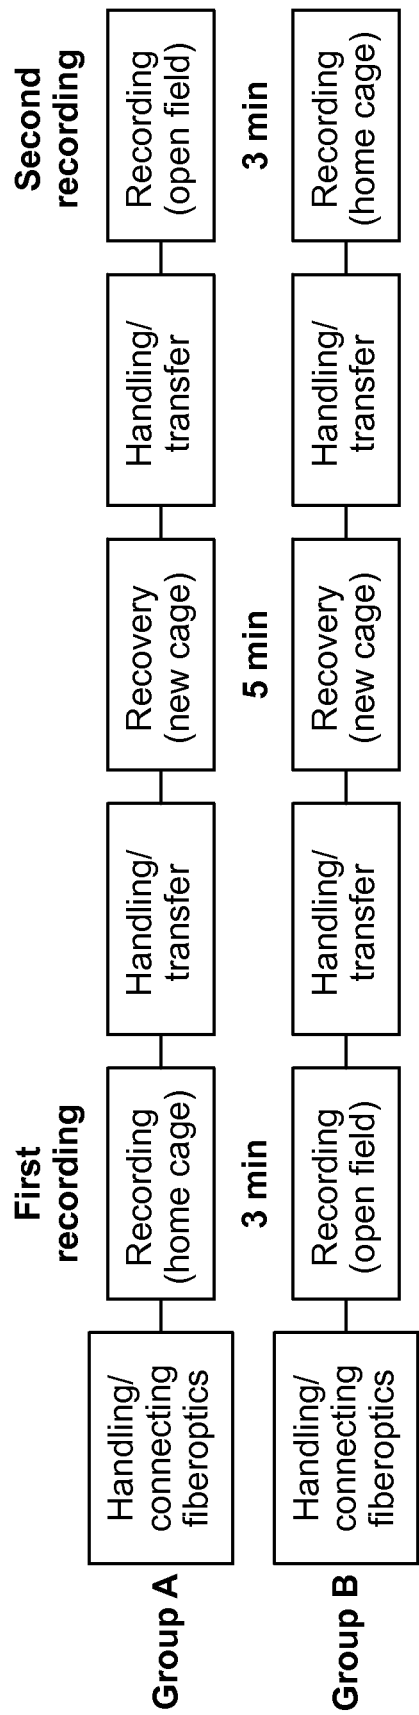 First
recording
Second
recording
Group A
Handling/
connecting
fiberoptics
Recording
(home cage)
Handling/
transfer
Recovery
(new cage)
Handling/
transfer
Recording
(open field)
3 min
5 min
3 min
Group B
Handling/
connecting
fiberoptics
Recording
(open field)
Handling/
transfer
Recovery
(new cage)
Handling/
transfer
Recording
(home cage)